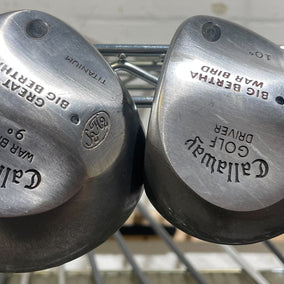 TITANIUM
GREAT
BIG BERTHA
WAR BIRD
9°
Callaway
10°
BIG BERTHA
WAR BIRD
Callaway
GOLF
DRIVER